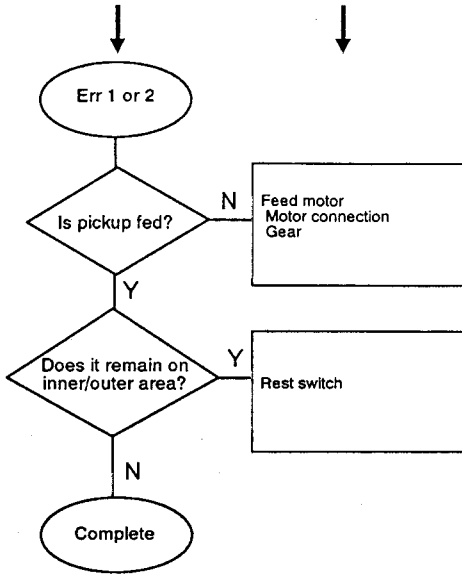 Err 1 or 2
Is pickup fed?
N
Feed motor
Motor connection
Gear
Y
Does it remain on
inner/outer area?
Y
Rest switch
N
Complete